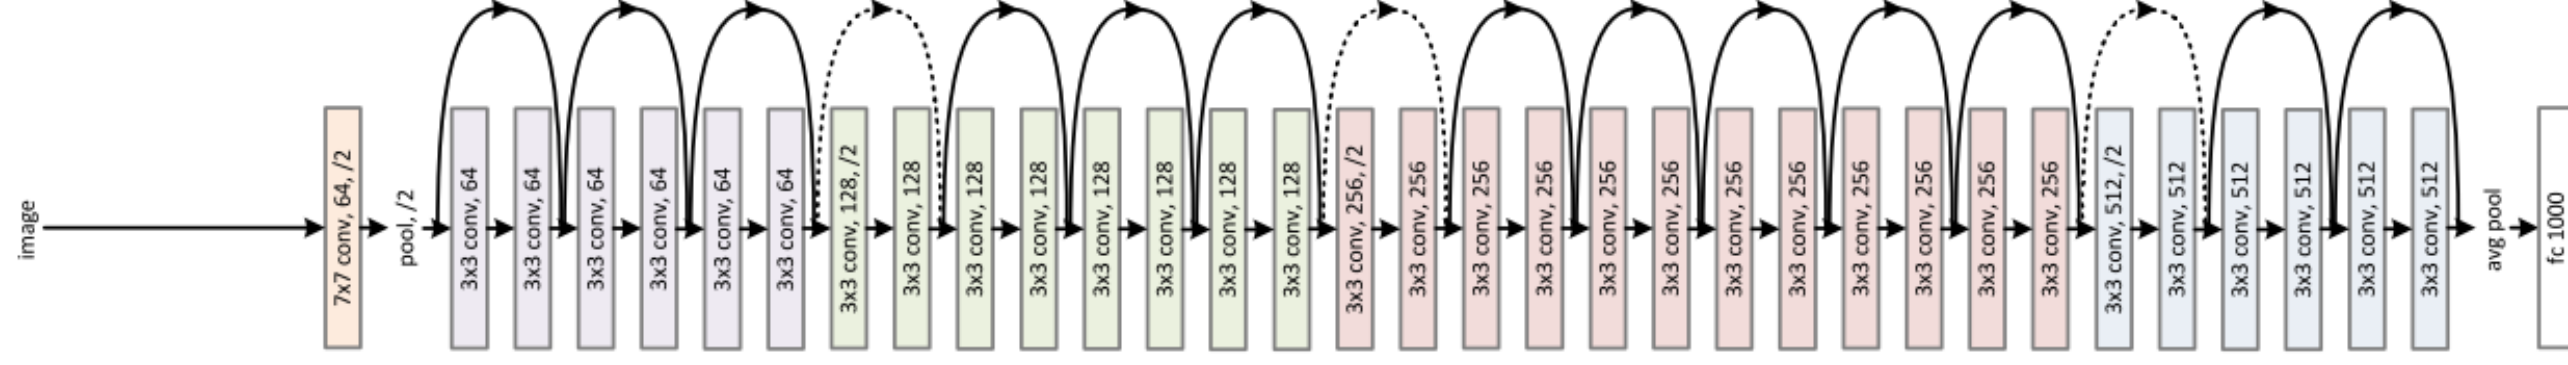 image
7x7 conv, 64, /2
pool, /2
3x3 conv, 64
3x3 conv, 64
3x3 conv, 64
3x3 conv, 64
3x3 conv, 64
3x3 conv, 64
3x3 conv, 128, /2
3x3 conv, 128
3x3 conv, 128
3x3 conv, 128
3x3 conv, 128
3x3 conv, 128
3x3 conv, 128
3x3 conv, 128
3x3 conv, 256, /2
3x3 conv, 256
3x3 conv, 256
3x3 conv, 256
3x3 conv, 256
3x3 conv, 256
3x3 conv, 256
3x3 conv, 256
3x3 conv, 256
3x3 conv, 256
3x3 conv, 256
3x3 conv, 256
3x3 conv, 512, /2
3x3 conv, 512
3x3 conv, 512
3x3 conv, 512
3x3 conv, 512
3x3 conv, 512
avg pool
fc 1000